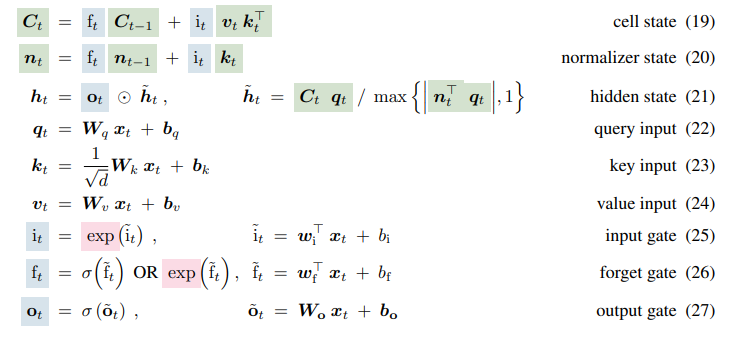 C_t = f_t C_{t−1} + i_t v_t k_t^⊤ cell state (19)
n_t = f_t n_{t−1} + i_t k_t normalizer state (20)
h_t = o_t ⊙ h̃_t , h̃_t = C_t q_t / max{|n_t^⊤ q_t|, 1} hidden state (21)
q_t = W_q x_t + b_q query input (22)
k_t = 1/√d W_k x_t + b_k key input (23)
v_t = W_v x_t + b_v value input (24)
i_t = exp(ĩ_t) , ĩ_t = w_i^⊤ x_t + b_i input gate (25)
f_t = σ(f̃_t) OR exp(f̃_t) , f̃_t = w_f^⊤ x_t + b_f forget gate (26)
o_t = σ(õ_t) , õ_t = W_o x_t + b_o output gate (27)